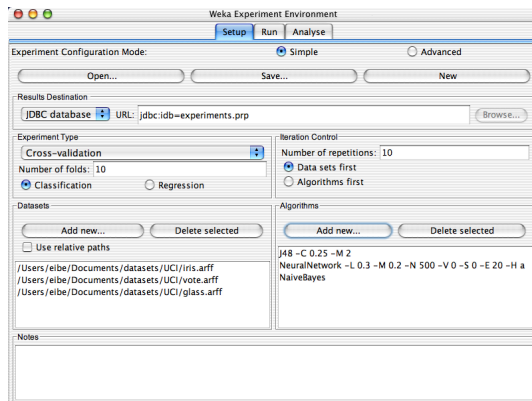 Weka Experiment Environment
Setup Run Analyse
Experiment Configuration Mode: Simple Advanced
Open... Save... New
Results Destination
JDBC database URL: jdbc:idb=experiments.prp Browse...
Experiment Type
Cross-validation
Number of folds: 10
Classification Regression
Iteration Control
Number of repetitions: 10
Data sets first
Algorithms first
Datasets
Add new... Delete selected
Use relative paths
/Users/eibe/Documents/datasets/UCI/iris.arff
/Users/eibe/Documents/datasets/UCI/vote.arff
/Users/eibe/Documents/datasets/UCI/glass.arff
Algorithms
Add new... Delete selected
J48 -C 0.25 -M 2
NeuralNetwork -L 0.3 -M 0.2 -N 500 -V 0 -S 0 -E 20 -H a
NaiveBayes
Notes